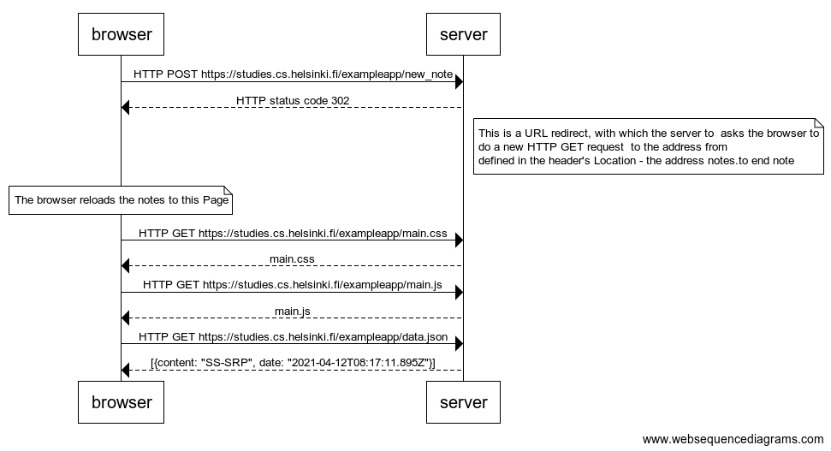 browser
server
HTTP POST https://studies.cs.helsinki.fi/exampleapp/new_note
HTTP status code 302
This is a URL redirect, with which the server to  asks the browser to
do a new HTTP GET request  to the address from
defined in the header's Location - the address notes.to end note
The browser reloads the notes to this Page
HTTP GET https://studies.cs.helsinki.fi/exampleapp/main.css
main.css
HTTP GET https://studies.cs.helsinki.fi/exampleapp/main.js
main.js
HTTP GET https://studies.cs.helsinki.fi/exampleapp/data.json
[{content: "SS-SRP", date: "2021-04-12T08:17:11.895Z"}]
browser
server
www.websequencediagrams.com